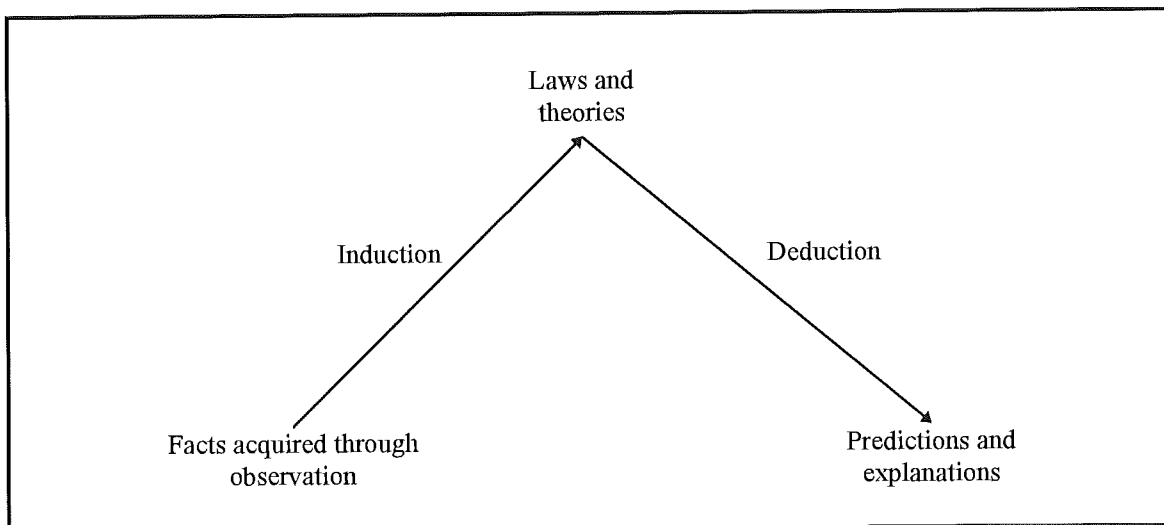 Laws and
theories
Induction
Deduction
Facts acquired through
observation
Predictions and
explanations